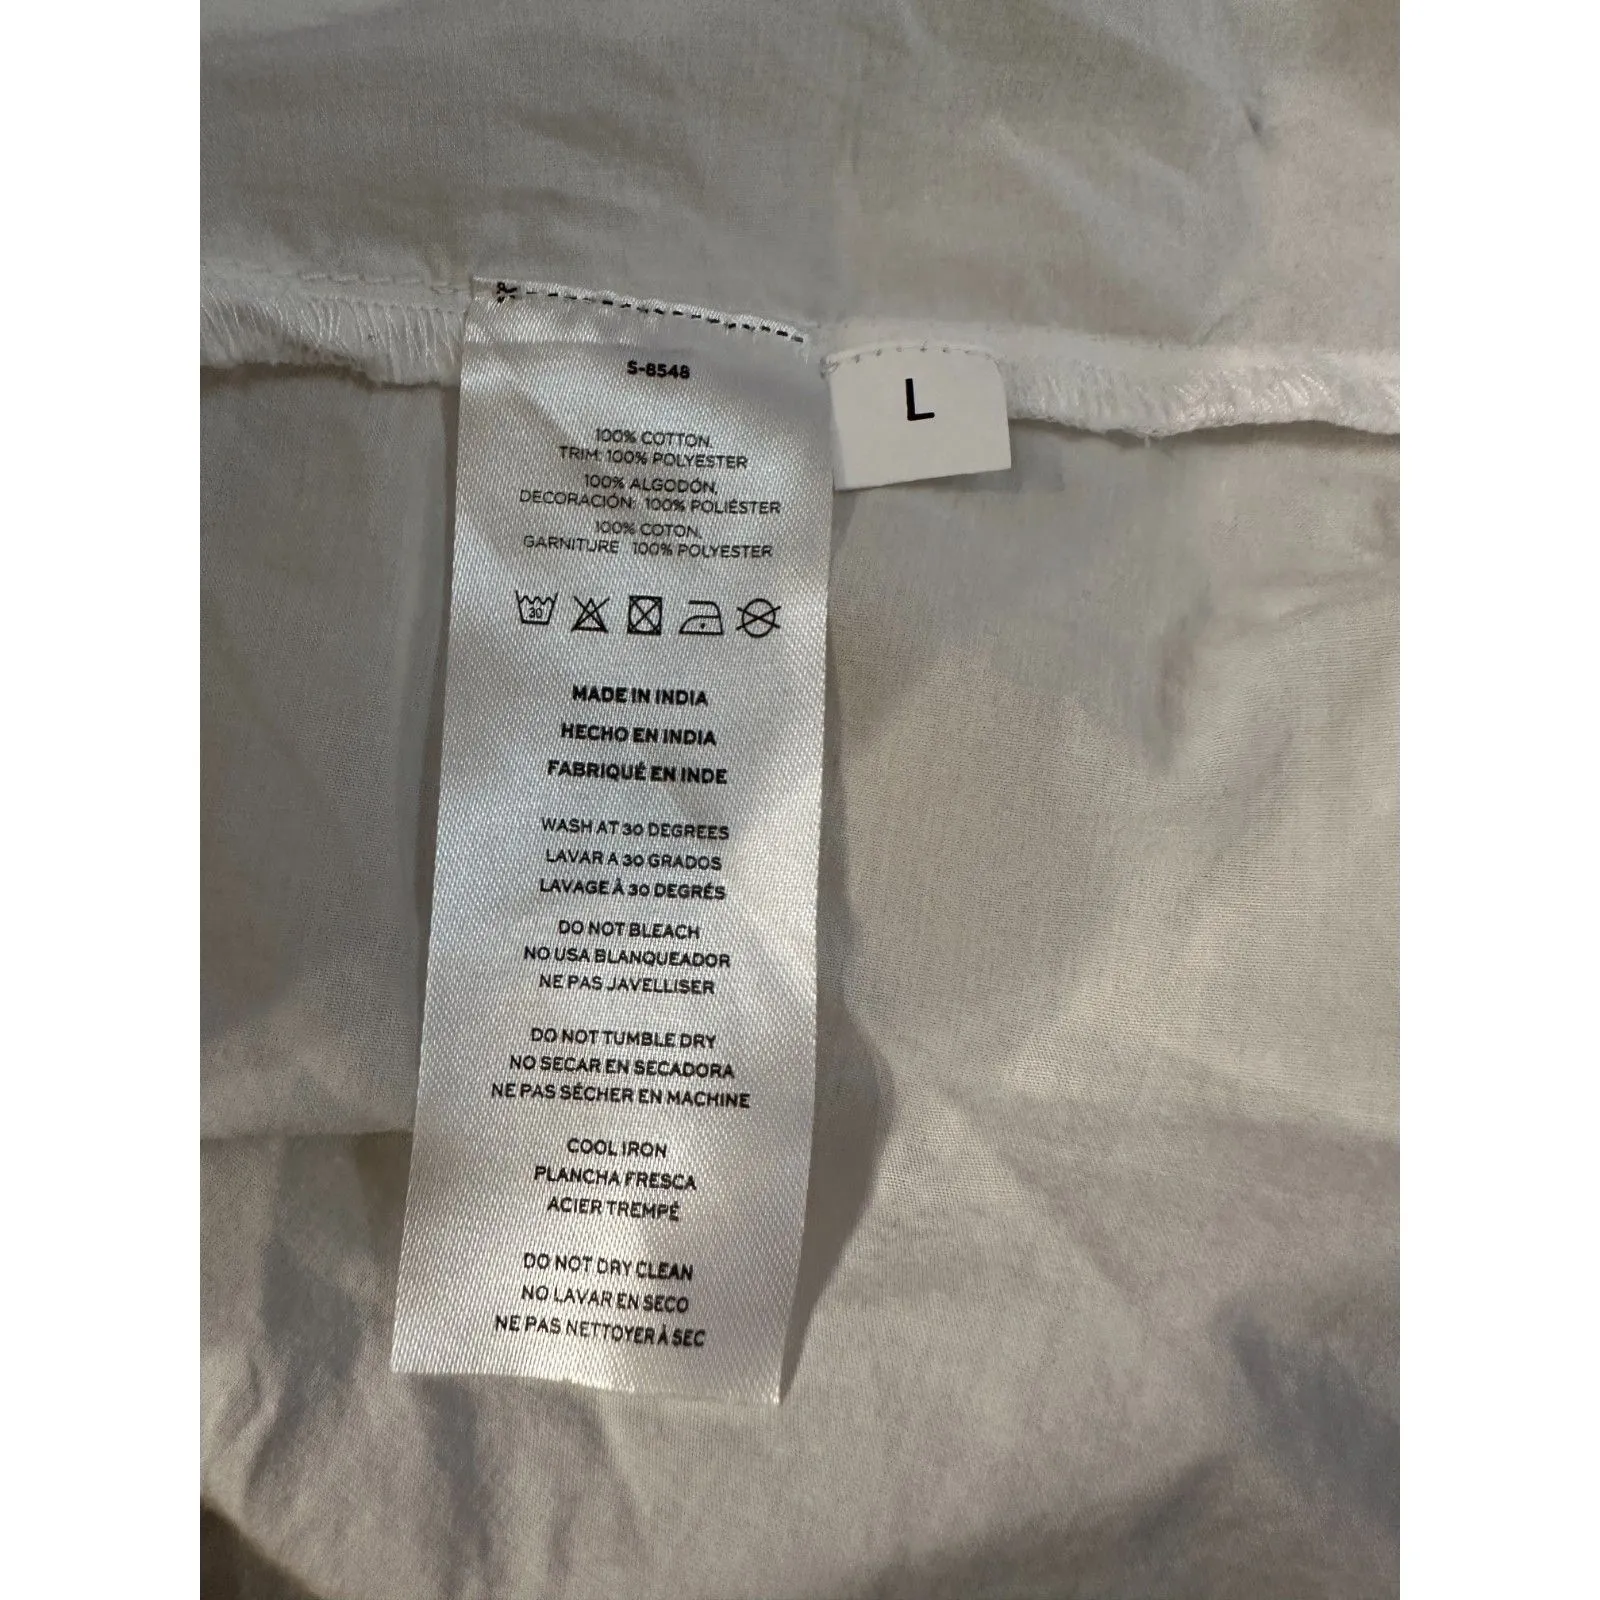 S-8548
L
100% COTTON.
TRIM: 100% POLYESTER
100% ALGODÓN,
DECORACIÓN: 100% POLIÉSTER
100% COTON.
GARNITURE 100% POLYESTER
30
MADE IN INDIA
HECHO EN INDIA
FABRIQUÉ EN INDE
WASH AT 30 DEGREES
LAVAR A 30 GRADOS
LAVAGE À 30 DEGRÉS
DO NOT BLEACH
NO USA BLANQUEADOR
NE PAS JAVELLISER
DO NOT TUMBLE DRY
NO SECAR EN SECADORA
NE PAS SÉCHER EN MACHINE
COOL IRON
PLANCHA FRESCA
ACIER TREMPÉ
DO NOT DRY CLEAN
NO LAVAR EN SECO
NE PAS NETTOYER À SEC